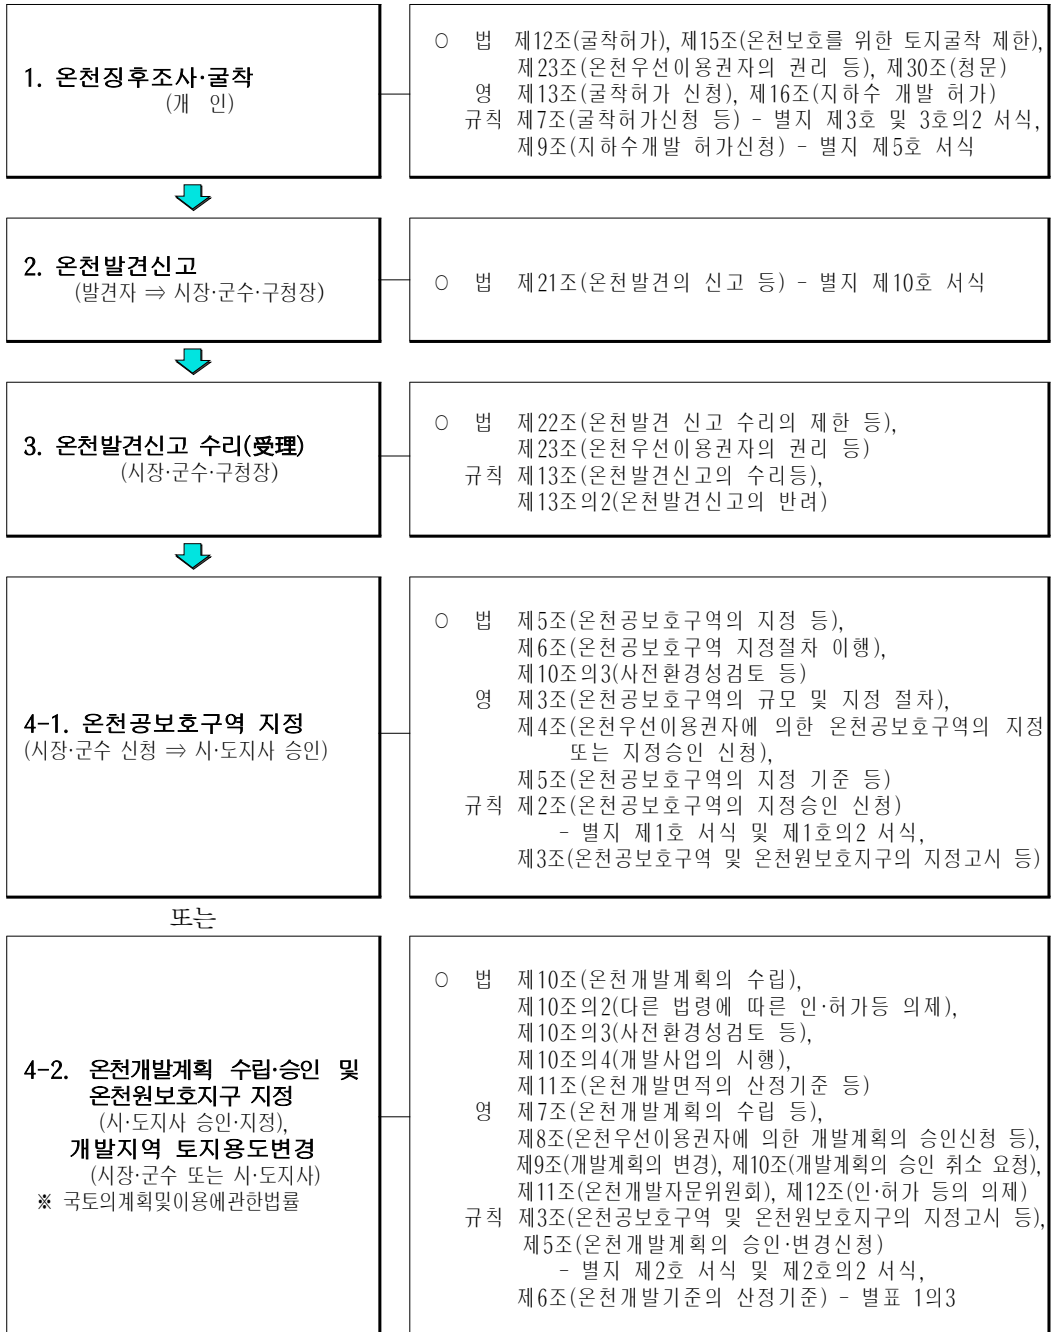 1. 온천징후조사·굴착
(개 인)
○ 법 제12조(굴착허가), 제15조(온천보호를 위한 토지굴착 제한),
제23조(온천우선이용권자의 권리 등), 제30조(청문)
영 제13조(굴착허가 신청), 제16조(지하수 개발 허가)
규칙 제7조(굴착허가신청 등) - 별지 제3호 및 3호의2 서식,
제9조(지하수개발 허가신청) - 별지 제5호 서식
2. 온천발견신고
(발견자 ⇒ 시장·군수·구청장)
○ 법 제21조(온천발견의 신고 등) - 별지 제10호 서식
3. 온천발견신고 수리(受理)
(시장·군수·구청장)
○ 법 제22조(온천발견 신고 수리의 제한 등),
제23조(온천우선이용권자의 권리 등)
규칙 제13조(온천발견신고의 수리등),
제13조의2(온천발견신고의 반려)
4-1. 온천공보호구역 지정
(시장·군수 신청 ⇒ 시·도지사 승인)
○ 법 제5조(온천공보호구역의 지정 등),
제6조(온천공보호구역 지정절차 이행),
제10조의3(사전환경성검토 등)
영 제3조(온천공보호구역의 규모 및 지정 절차),
제4조(온천우선이용권자에 의한 온천공보호구역의 지정
또는 지정승인 신청),
제5조(온천공보호구역의 지정 기준 등)
규칙 제2조(온천공보호구역의 지정승인 신청)
- 별지 제1호 서식 및 제1호의2 서식,
제3조(온천공보호구역 및 온천원보호지구의 지정고시 등)
또는
4-2. 온천개발계획 수립·승인 및
온천원보호지구 지정
(시·도지사 승인·지정),
개발지역 토지용도변경
(시장·군수 또는 시·도지사)
※ 국토의계획및이용에관한법률
○ 법 제10조(온천개발계획의 수립),
제10조의2(다른 법령에 따른 인·허가등 의제),
제10조의3(사전환경성검토 등),
제10조의4(개발사업의 시행),
제11조(온천개발면적의 산정기준 등)
영 제7조(온천개발계획의 수립 등),
제8조(온천우선이용권자에 의한 개발계획의 승인신청 등),
제9조(개발계획의 변경), 제10조(개발계획의 승인 취소 요청),
제11조(온천개발자문위원회), 제12조(인·허가 등의 의제)
규칙 제3조(온천공보호구역 및 온천원보호지구의 지정고시 등),
제5조(온천개발계획의 승인·변경신청)
- 별지 제2호 서식 및 제2호의2 서식,
제6조(온천개발기준의 산정기준) - 별표 1의3